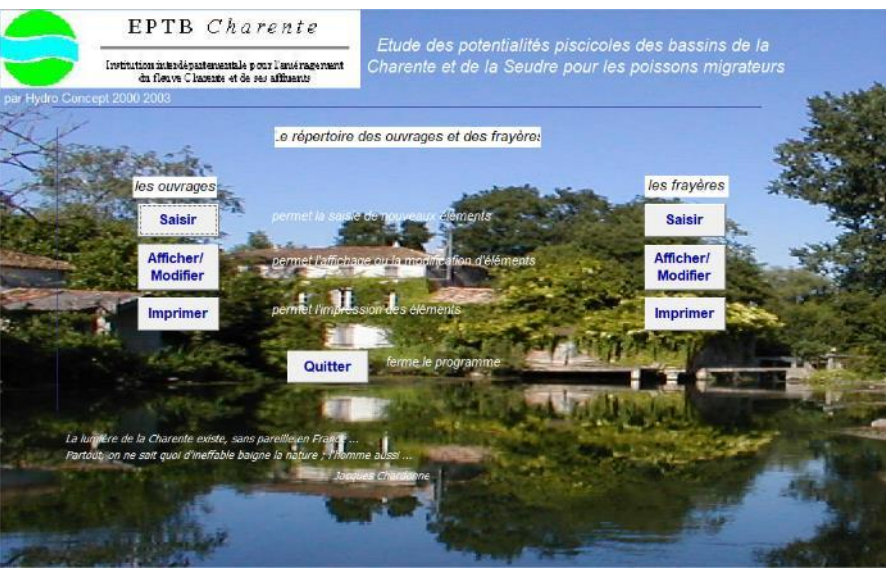 EPTB Charente
Institution interdépartementale pour l'aménagement
du fleuve Charente et de ses affluents
Etude des potentialités piscicoles des bassins de la
Charente et de la Seudre pour les poissons migrateurs
par Hydro Concept 2000 2003
Le répertoire des ouvrages et des frayères
les ouvrages
les frayères
Saisir
permet la saisie de nouveaux éléments
Saisir
Afficher/
Modifier
permet l'affichage ou la modification d'éléments
Afficher/
Modifier
Imprimer
permet l'impression des éléments
Imprimer
Quitter
ferme le programme
La lumière de la Charente existe, sans pareille en France ...
Partout, on ne sait quoi d'ineffable baigne la nature ; l'homme aussi ...
Jacques Chardonne